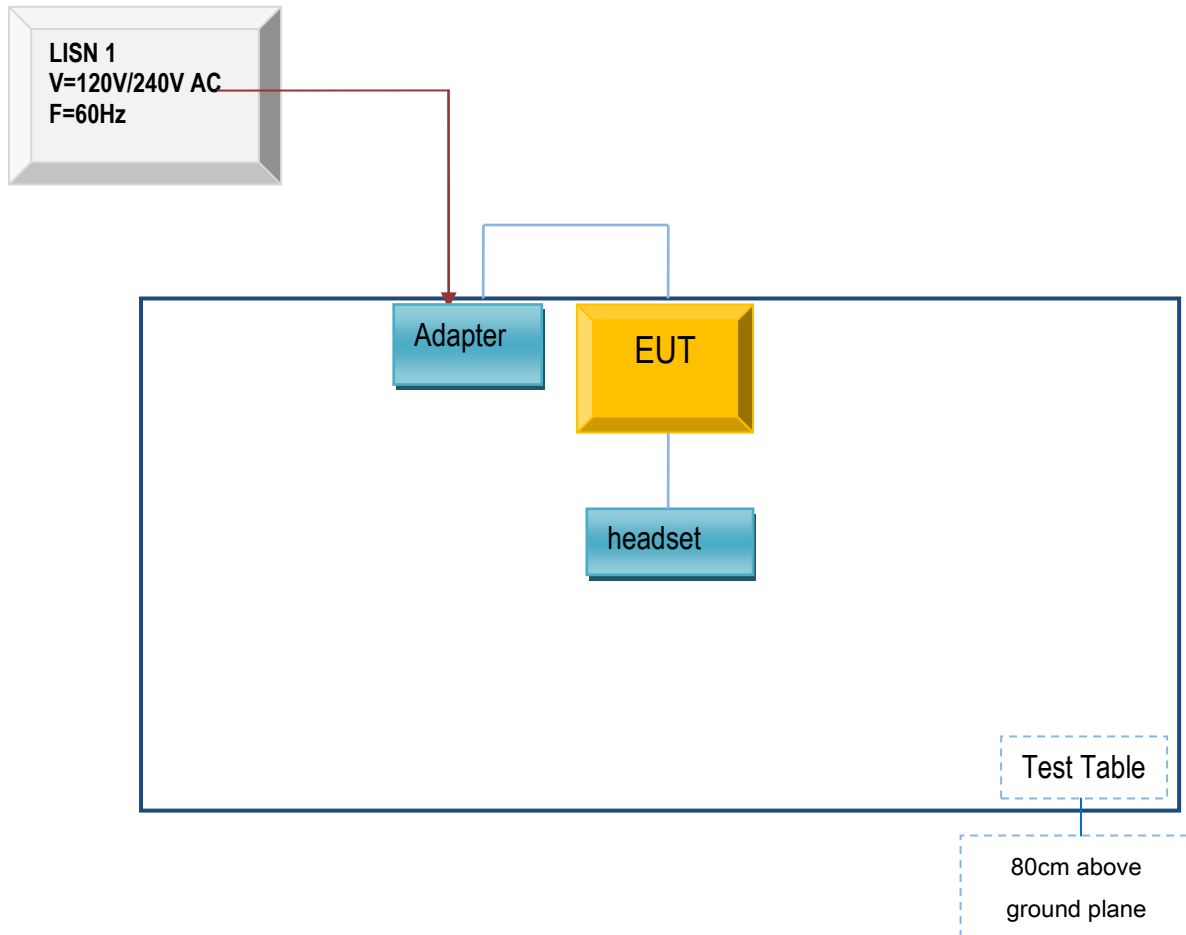 LISN 1
V=120V/240V AC
F=60Hz
Adapter
EUT
headset
Test Table
80cm above
ground plane